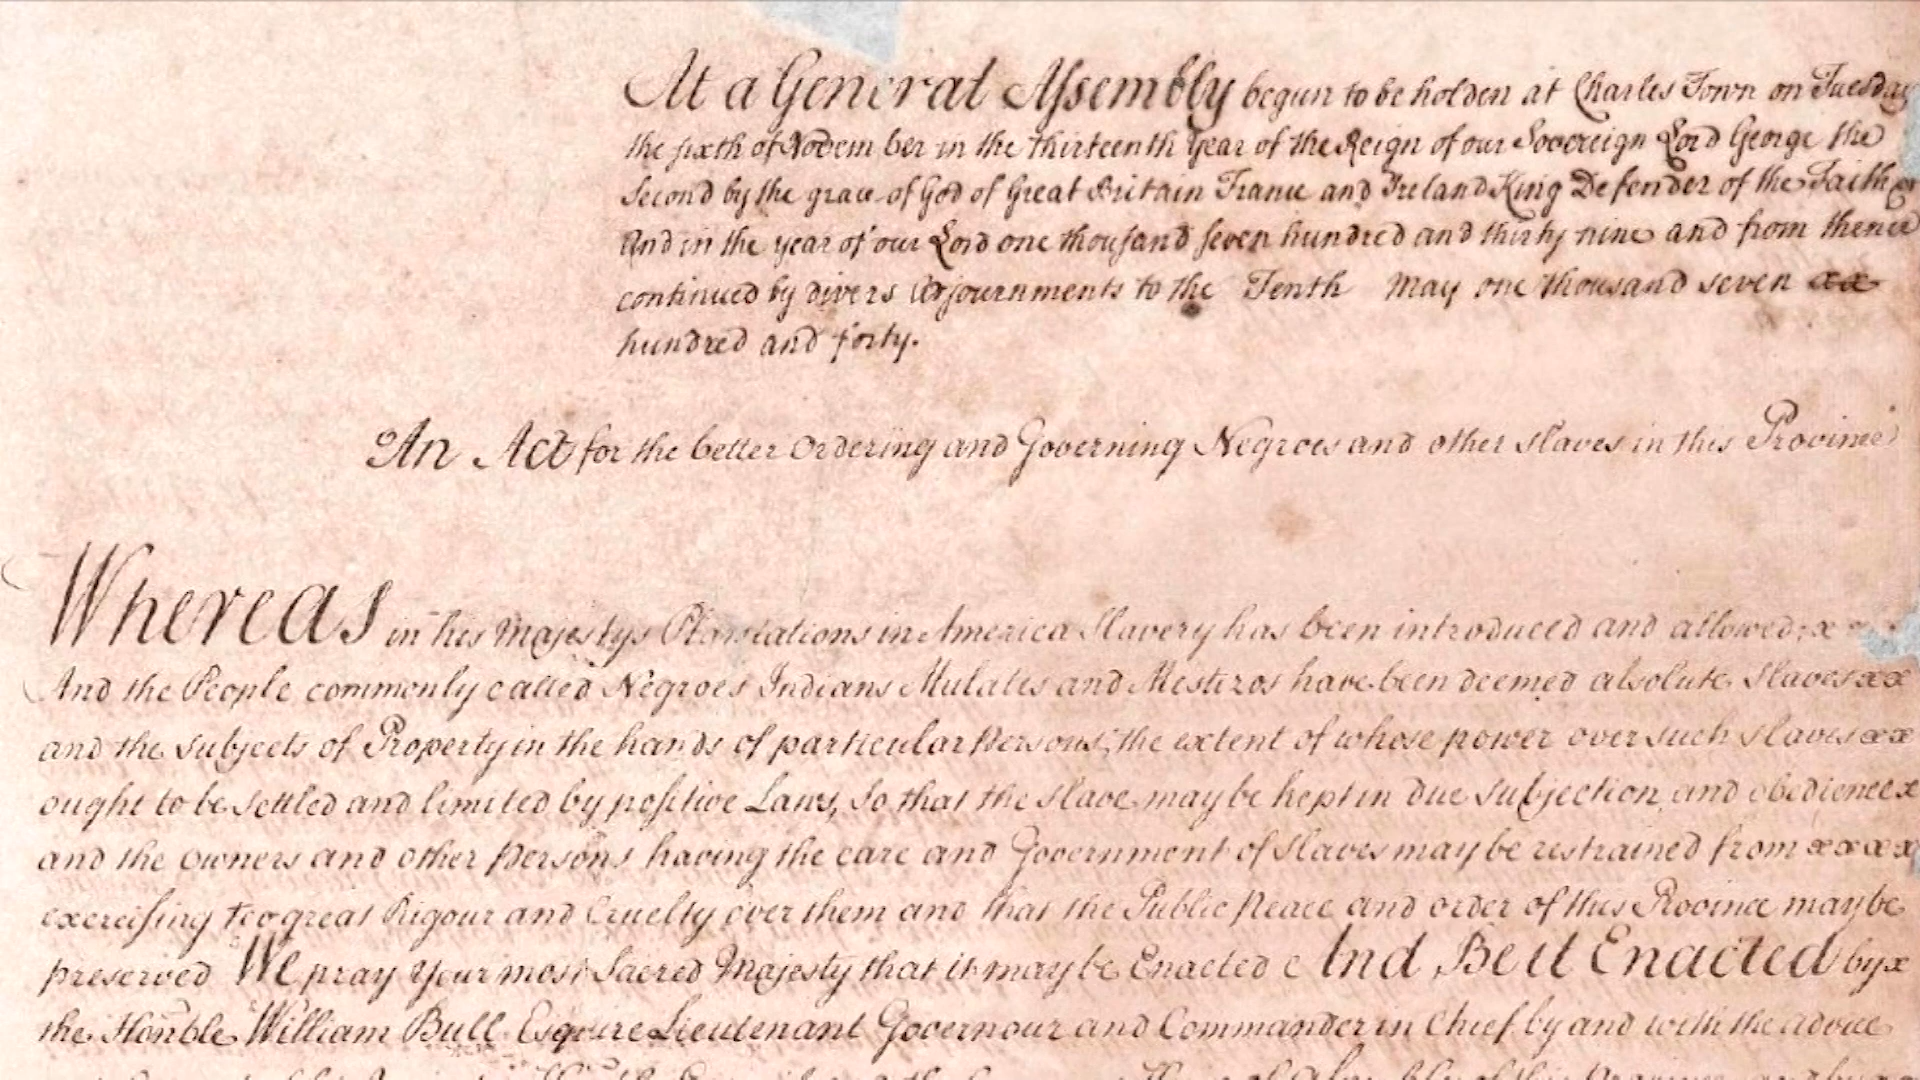 At a General Assembly begun to be holden at Charles Town on Tuesday
the sixth of November in the thirteenth Year of the Reign of our Sovereign Lord George the
Second by the grace of God of Great Britain France and Ireland King Defender of the Faith
And in the year of our Lord one thousand seven hundred and thirty nine and from thence
continued by divers Adjournments to the Tenth May one thousand seven xx
hundred and forty.
An Act for the better Ordering and Governing Negroes and other slaves in this Province
Whereas in his Majestys Plantations in America Slavery has been introduced and allowed; x
And the People commonly called Negroes Indians Mulatis and Mestizos have been deemed absolute Slaves xx
and the subjects of Property in the hands of particular Persons, the extent of whose power over such slaves xx
ought to be settled and limited by positive Laws, So that the slave may be kept in due subjection and obedience x
and the owners and other Persons having the care and Government of slaves may be restrained from xxxx
exercising too great Rigour and Cruelty over them and that the Public Peace and order of this Province may be
preserved We pray Your most Sacred Majesty that it may be Enacted And Be it Enacted by x
the Honble William Bull Esquire Lieutenant Governour and Commander in Chief by and with the advice